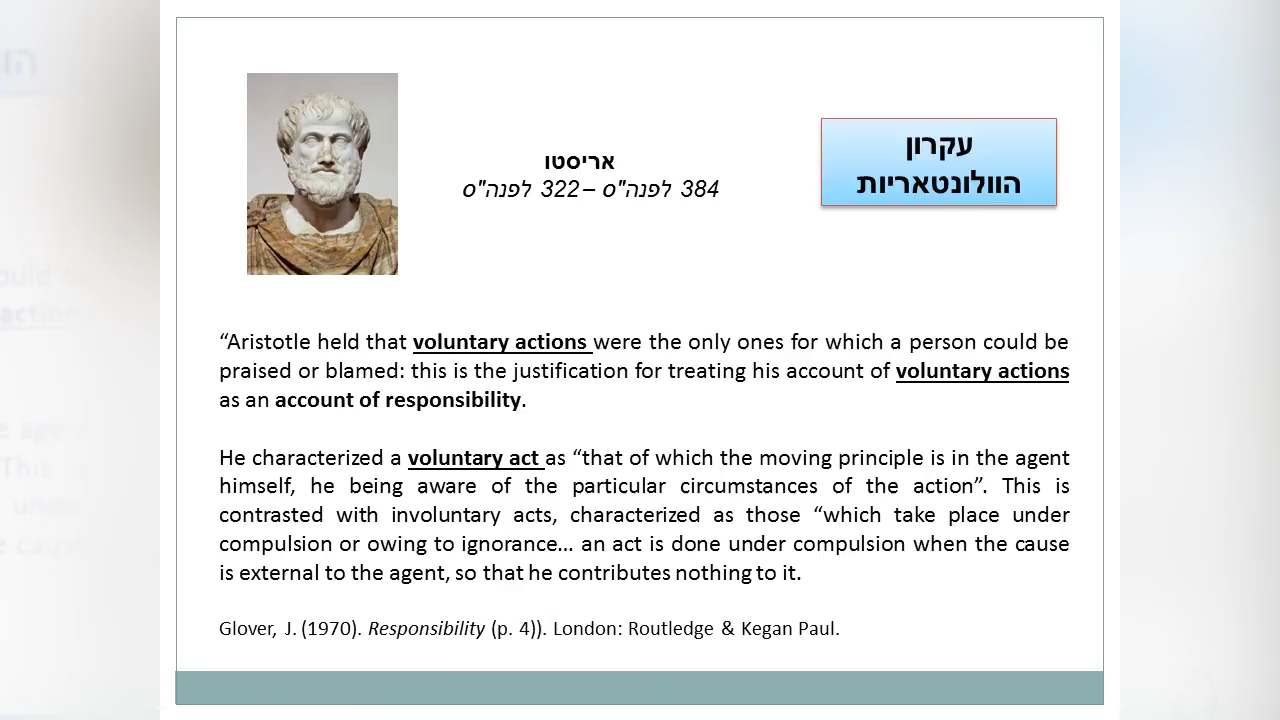 עקרון
הוולונטאריות
אריסטו
384 לפנה"ס – 322 לפנה"ס
“Aristotle held that voluntary actions were the only ones for which a person could be
praised or blamed: this is the justification for treating his account of voluntary actions
as an account of responsibility.
He characterized a voluntary act as “that of which the moving principle is in the agent
himself, he being aware of the particular circumstances of the action”. This is
contrasted with involuntary acts, characterized as those “which take place under
compulsion or owing to ignorance… an act is done under compulsion when the cause
is external to the agent, so that he contributes nothing to it.
Glover, J. (1970). Responsibility (p. 4)). London: Routledge & Kegan Paul.